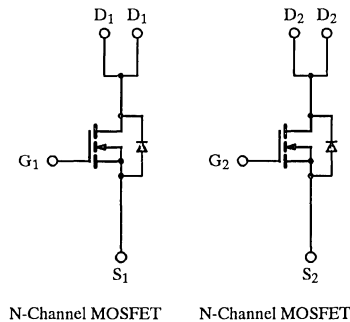 D1 D1 D2 D2
G1 G2
S1 S2
N-Channel MOSFET N-Channel MOSFET